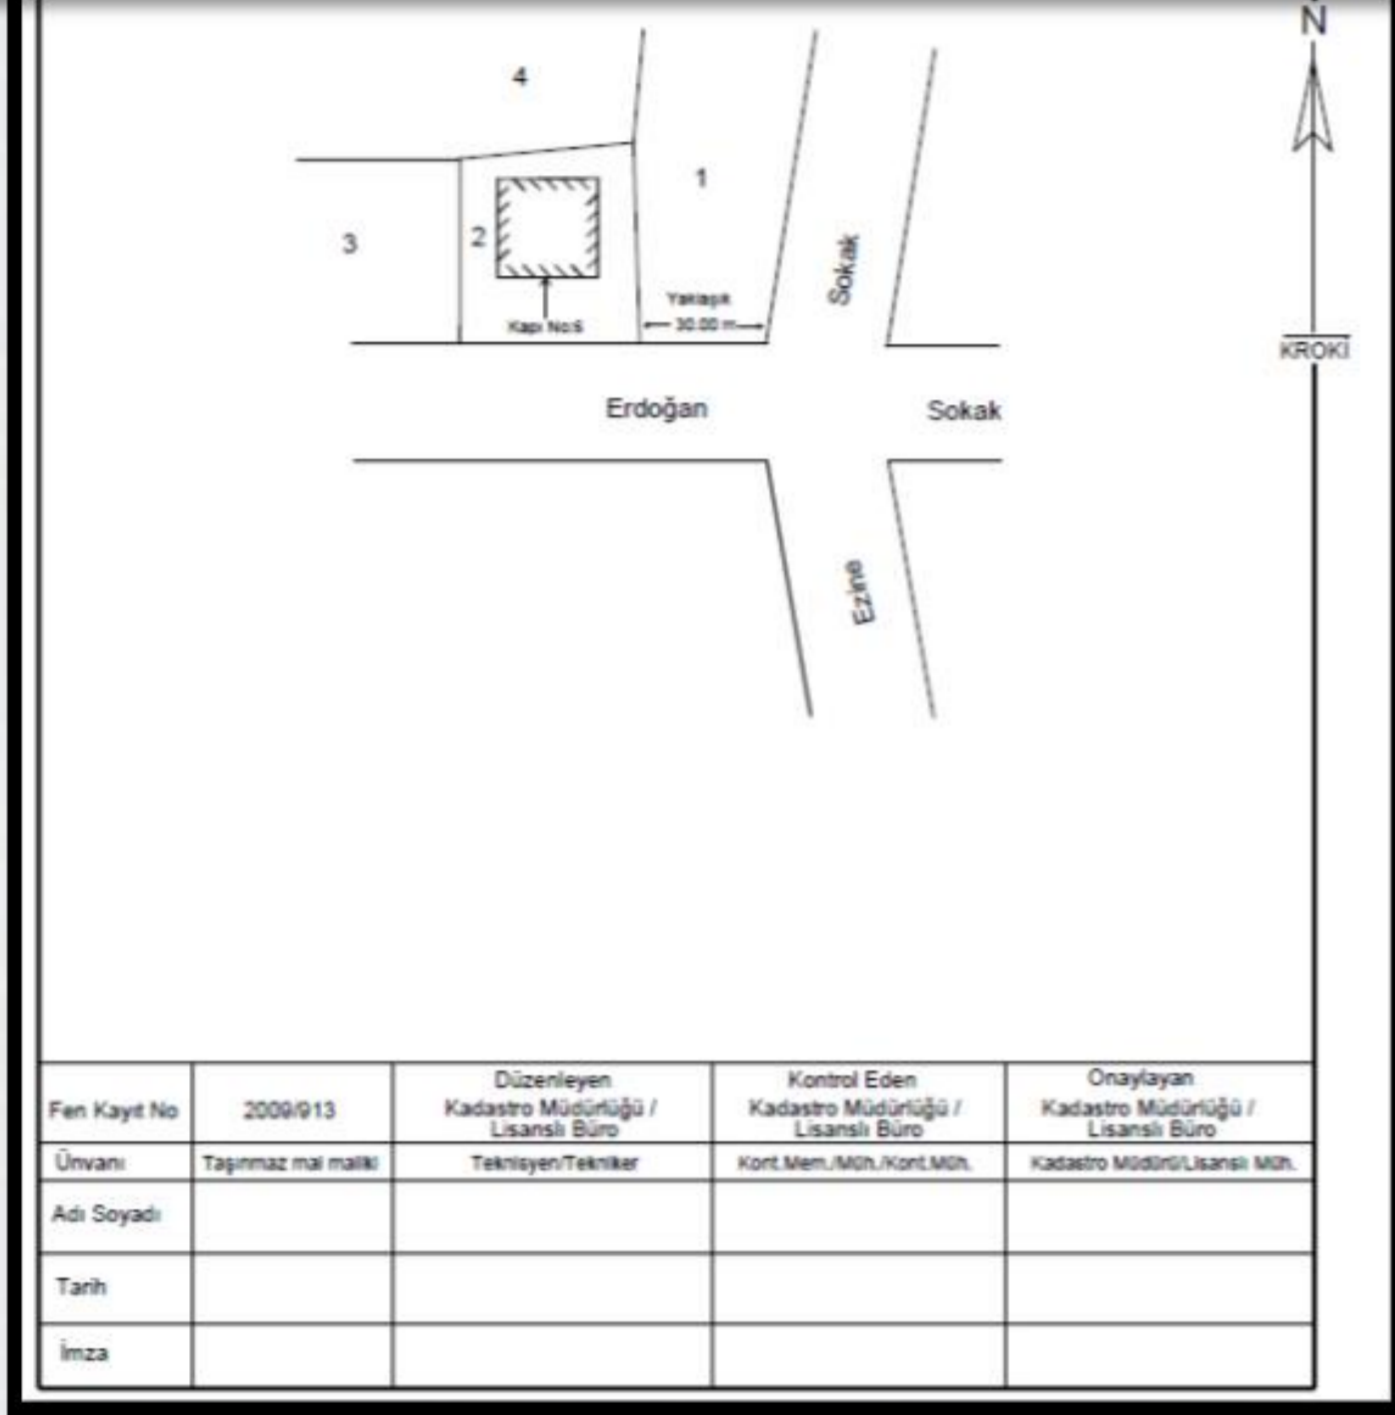 N
4
1
2
3
Sokak
Yaklaşık
30.00 m
Kapı No:6
KROKİ
Erdoğan
Sokak
Ezine
Fen Kayıt No
2009/913
Düzenleyen
Kadastro Müdürlüğü /
Lisanslı Büro
Kontrol Eden
Kadastro Müdürlüğü /
Lisanslı Büro
Onaylayan
Kadastro Müdürlüğü /
Lisanslı Büro
Ünvanı
Taşınmaz mal maliki
Teknisyen/Tekniker
Kont.Mem./Müh./Kont.Müh.
Kadastro Müdürü/Lisanslı Müh.
Adı Soyadı
Tarih
İmza